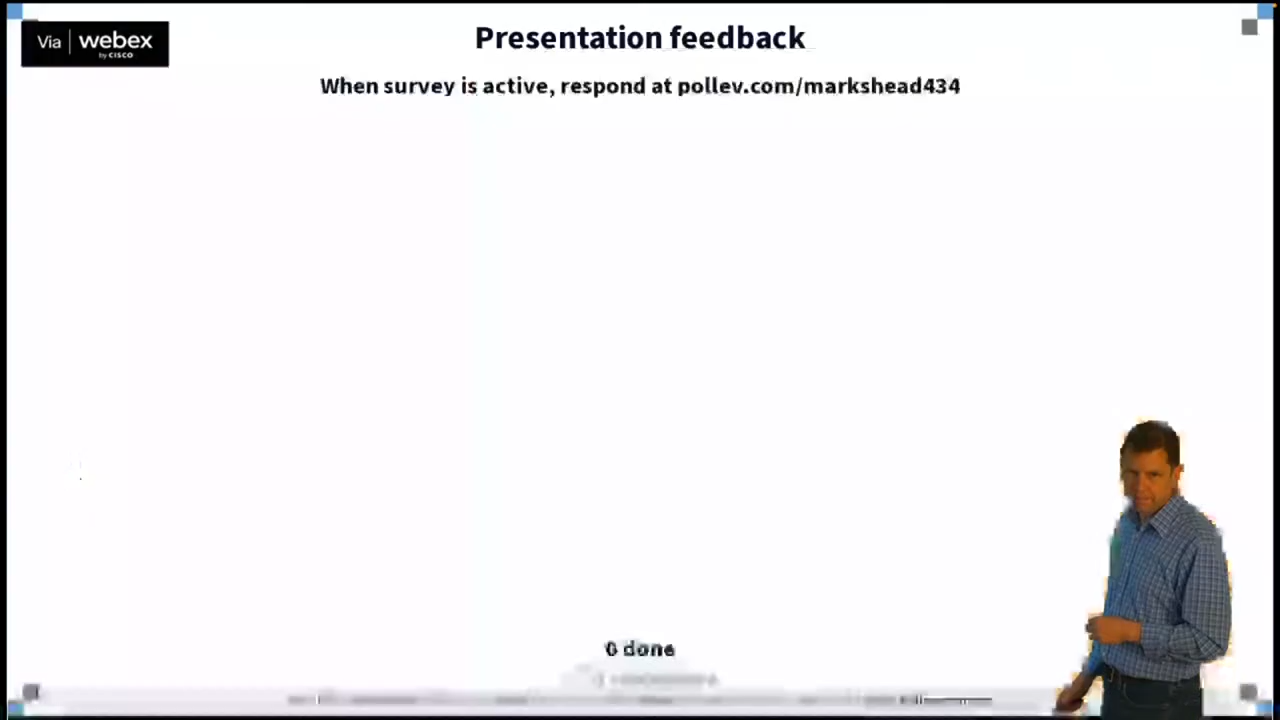 Via | webex
by CISCO
Presentation feedback
When survey is active, respond at pollev.com/markshead434
0 done